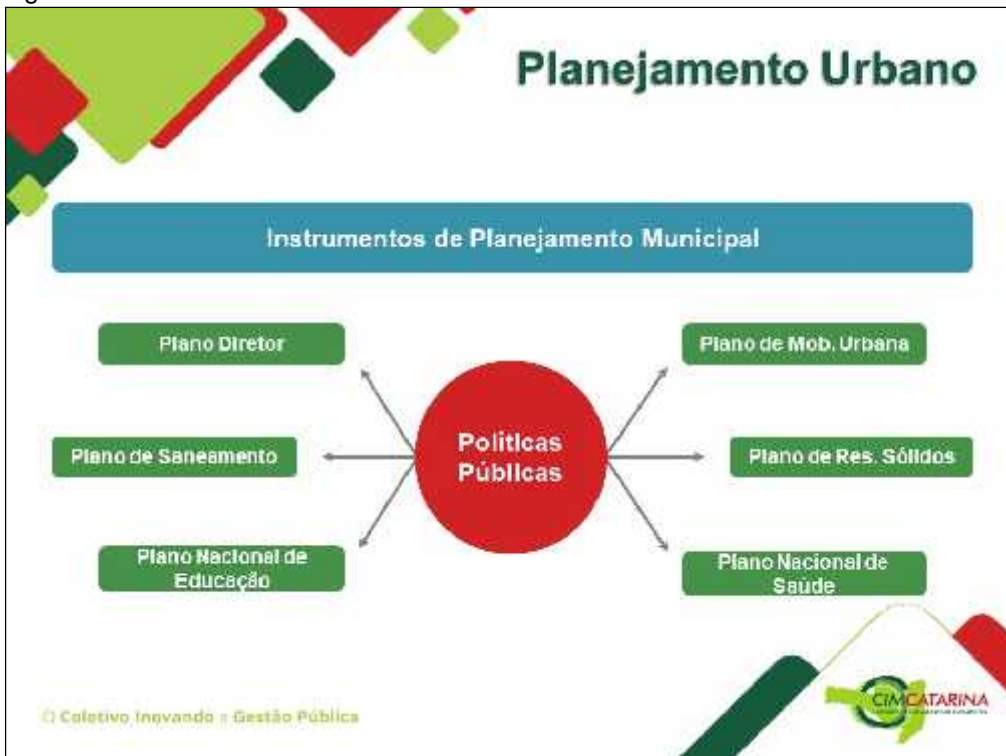 Planejamento Urbano
Instrumentos de Planejamento Municipal
Plano Diretor
Plano de Mob. Urbana
Políticas
Públicas
Plano de Saneamento
Plano de Res. Sólidos
Plano Nacional de
Educação
Plano Nacional de
Saúde
O Coletivo Inovando a Gestão Pública
CIMCATARINA